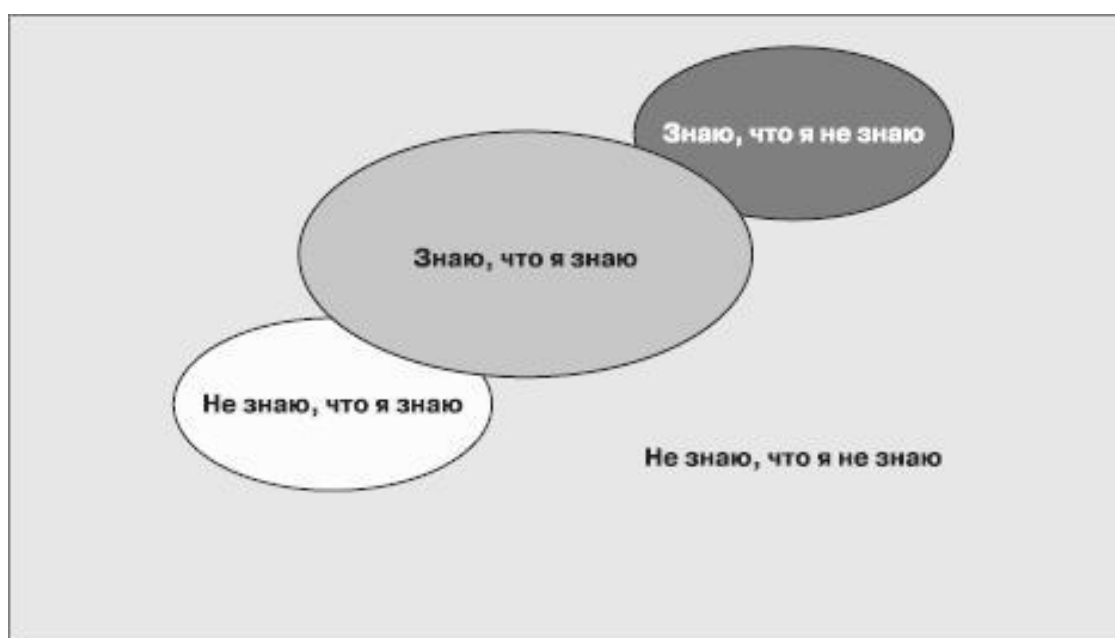 Знаю, что я не знаю
Знаю, что я знаю
Не знаю, что я знаю
Не знаю, что я не знаю